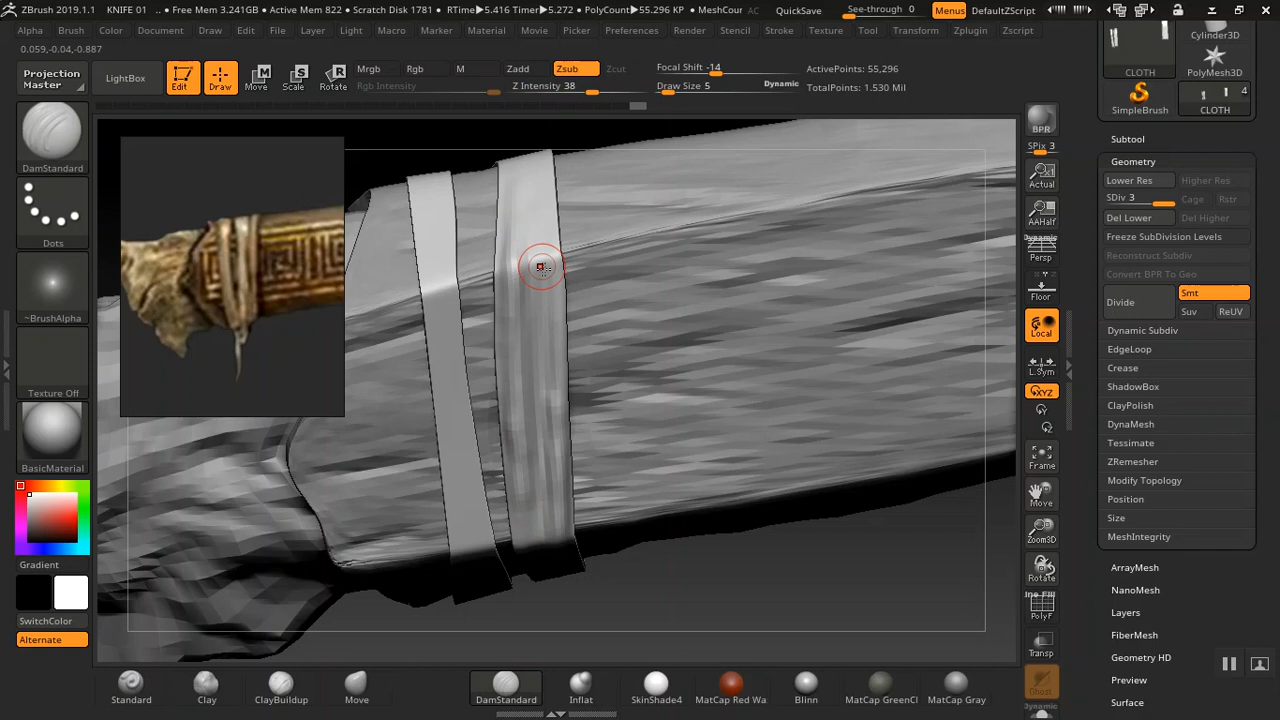 ZBrush 2019.1.1 KNIFE 01 • Free Mem 3.241GB • Active Mem 822 • Scratch Disk 1781 • RTime▶5.416 Timer▶5.272 • PolyCount▶55.296 KP • MeshCou AC QuickSave See-through 0 Menus DefaultZScript
Alpha Brush Color Document Draw Edit File Layer Light Macro Marker Material Movie Picker Preferences Render Stencil Stroke Texture Tool Transform Zplugin Zscript
0.059,-0.04,-0.887
Projection Master
LightBox
Edit
Draw
Move
Scale
Rotate
Mrgb Rgb M
Rgb Intensity
Zadd Zsub Zcut
Z Intensity 38
Focal Shift -14
Draw Size 5 Dynamic
ActivePoints: 55,296
TotalPoints: 1.530 Mil
DamStandard
Dots
~BrushAlpha
Texture Off
BasicMaterial
Gradient
SwitchColor
Alternate
BPR
SPix 3
Actual
AAHalf
Dynamic
Persp
Floor
Local
L.Sym
XYZ
Frame
Move
Zoom3D
Rotate
Line Fill
PolyF
Transp
Ghost
Dynamic
CLOTH
Cylinder3D
PolyMesh3D
SimpleBrush
4
CLOTH
Subtool
Geometry
Lower Res Higher Res
SDiv 3 Cage Rstr
Del Lower Del Higher
Freeze SubDivision Levels
Reconstruct Subdiv
Convert BPR To Geo
Divide Smt
Suv ReUV
Dynamic Subdiv
EdgeLoop
Crease
ShadowBox
ClayPolish
DynaMesh
Tessimate
ZRemesher
Modify Topology
Position
Size
MeshIntegrity
ArrayMesh
NanoMesh
Layers
FiberMesh
Geometry HD
Preview
Surface
Standard Clay ClayBuildup Move DamStandard Inflat SkinShade4 MatCap Red Wa Blinn MatCap GreenCl MatCap Gray